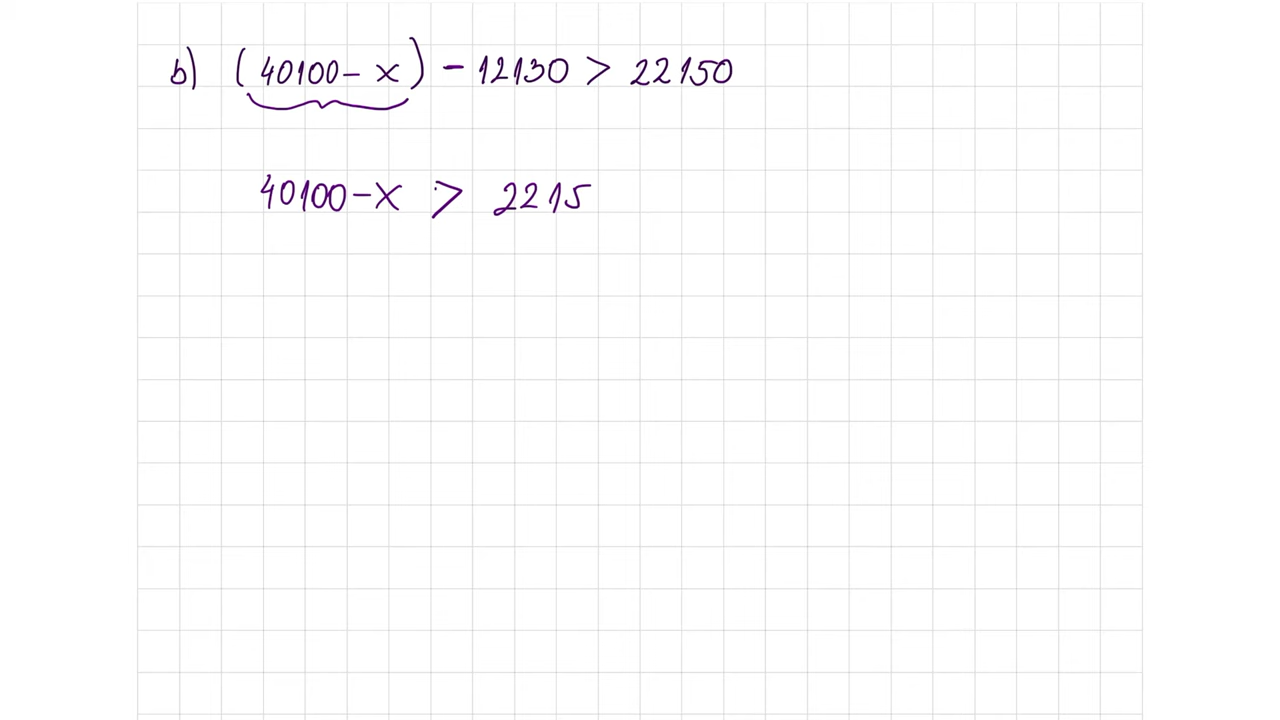 b) (40100 - x) - 12130 > 22150
40100 - x > 2215